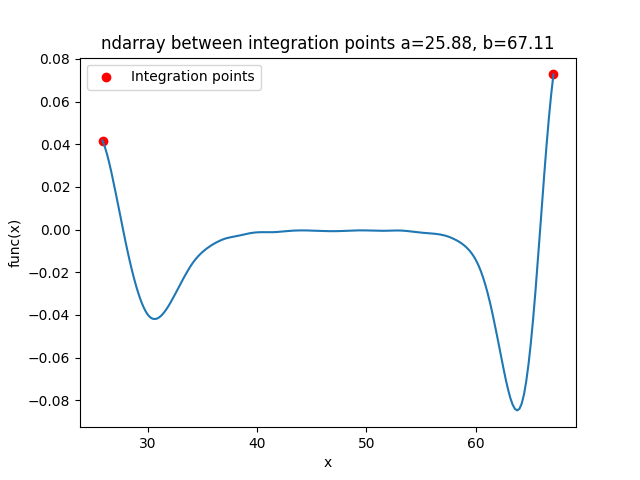 ndarray between integration points a=25.88, b=67.11
Integration points
0.08
0.06
0.04
0.02
0.00
−0.02
−0.04
−0.06
−0.08
func(x)
30 40 50 60
x